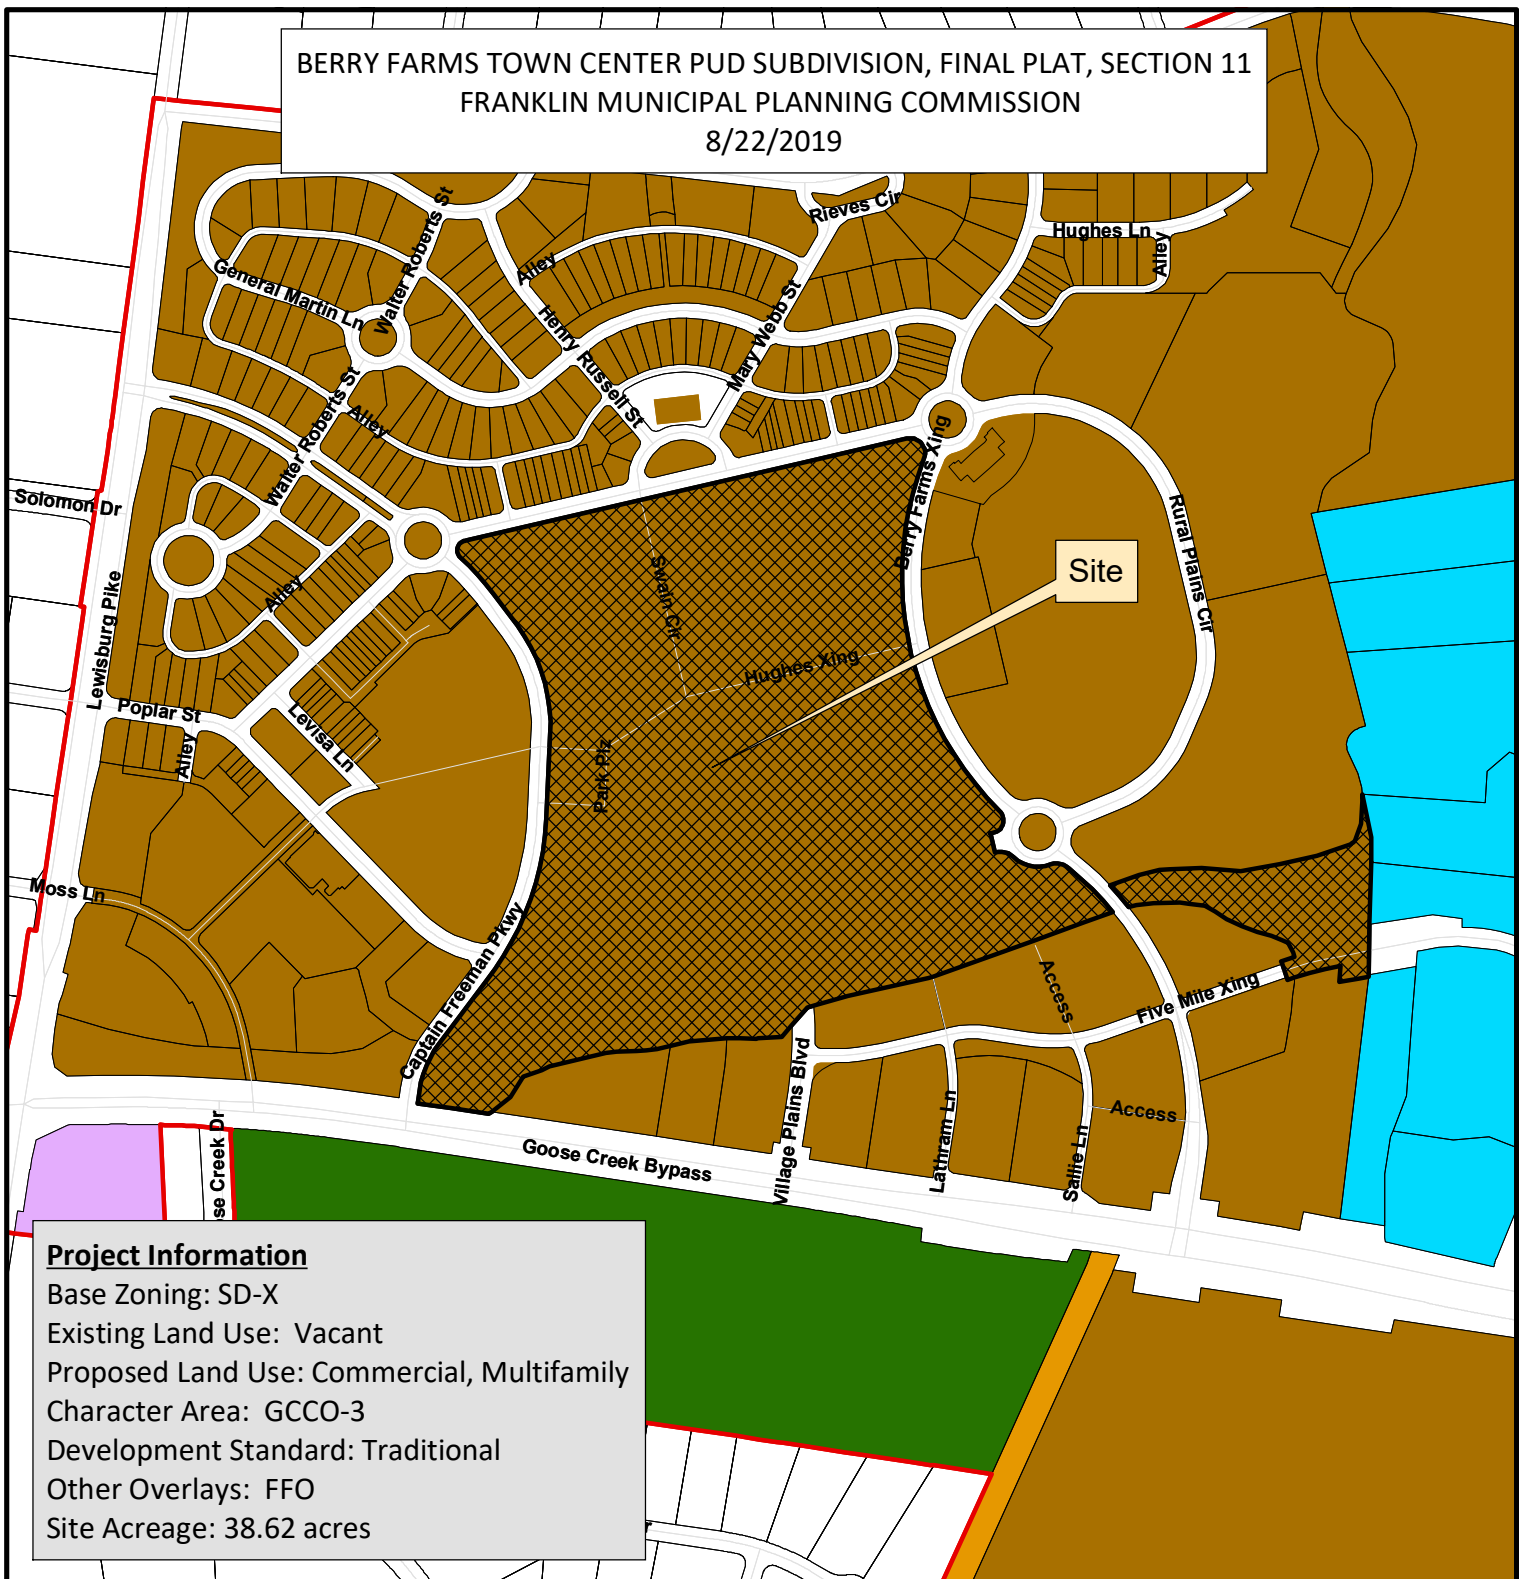 BERRY FARMS TOWN CENTER PUD SUBDIVISION, FINAL PLAT, SECTION 11
FRANKLIN MUNICIPAL PLANNING COMMISSION
8/22/2019
Rieves Cir
Hughes Ln
Alley
Walter Roberts St
Alley
General Martin Ln
Henry Russell St
Mary Webb St
Walter Roberts St
Alley
Berry Farms Xing
Solomon Dr
Rural Plains Cir
Site
Swain Cir
Alley
Lewisburg Pike
Hughes Xing
Poplar St
Levisa Ln
Alley
Park Plz
Moss Ln
Captain Freeman Pkwy
Access
Five Mile Xing
Village Plains Blvd
Lathram Ln
Access
Sallie Ln
Goose Creek Bypass
ose Creek Dr
Project Information
Base Zoning: SD-X
Existing Land Use: Vacant
Proposed Land Use: Commercial, Multifamily
Character Area: GCCO-3
Development Standard: Traditional
Other Overlays: FFO
Site Acreage: 38.62 acres